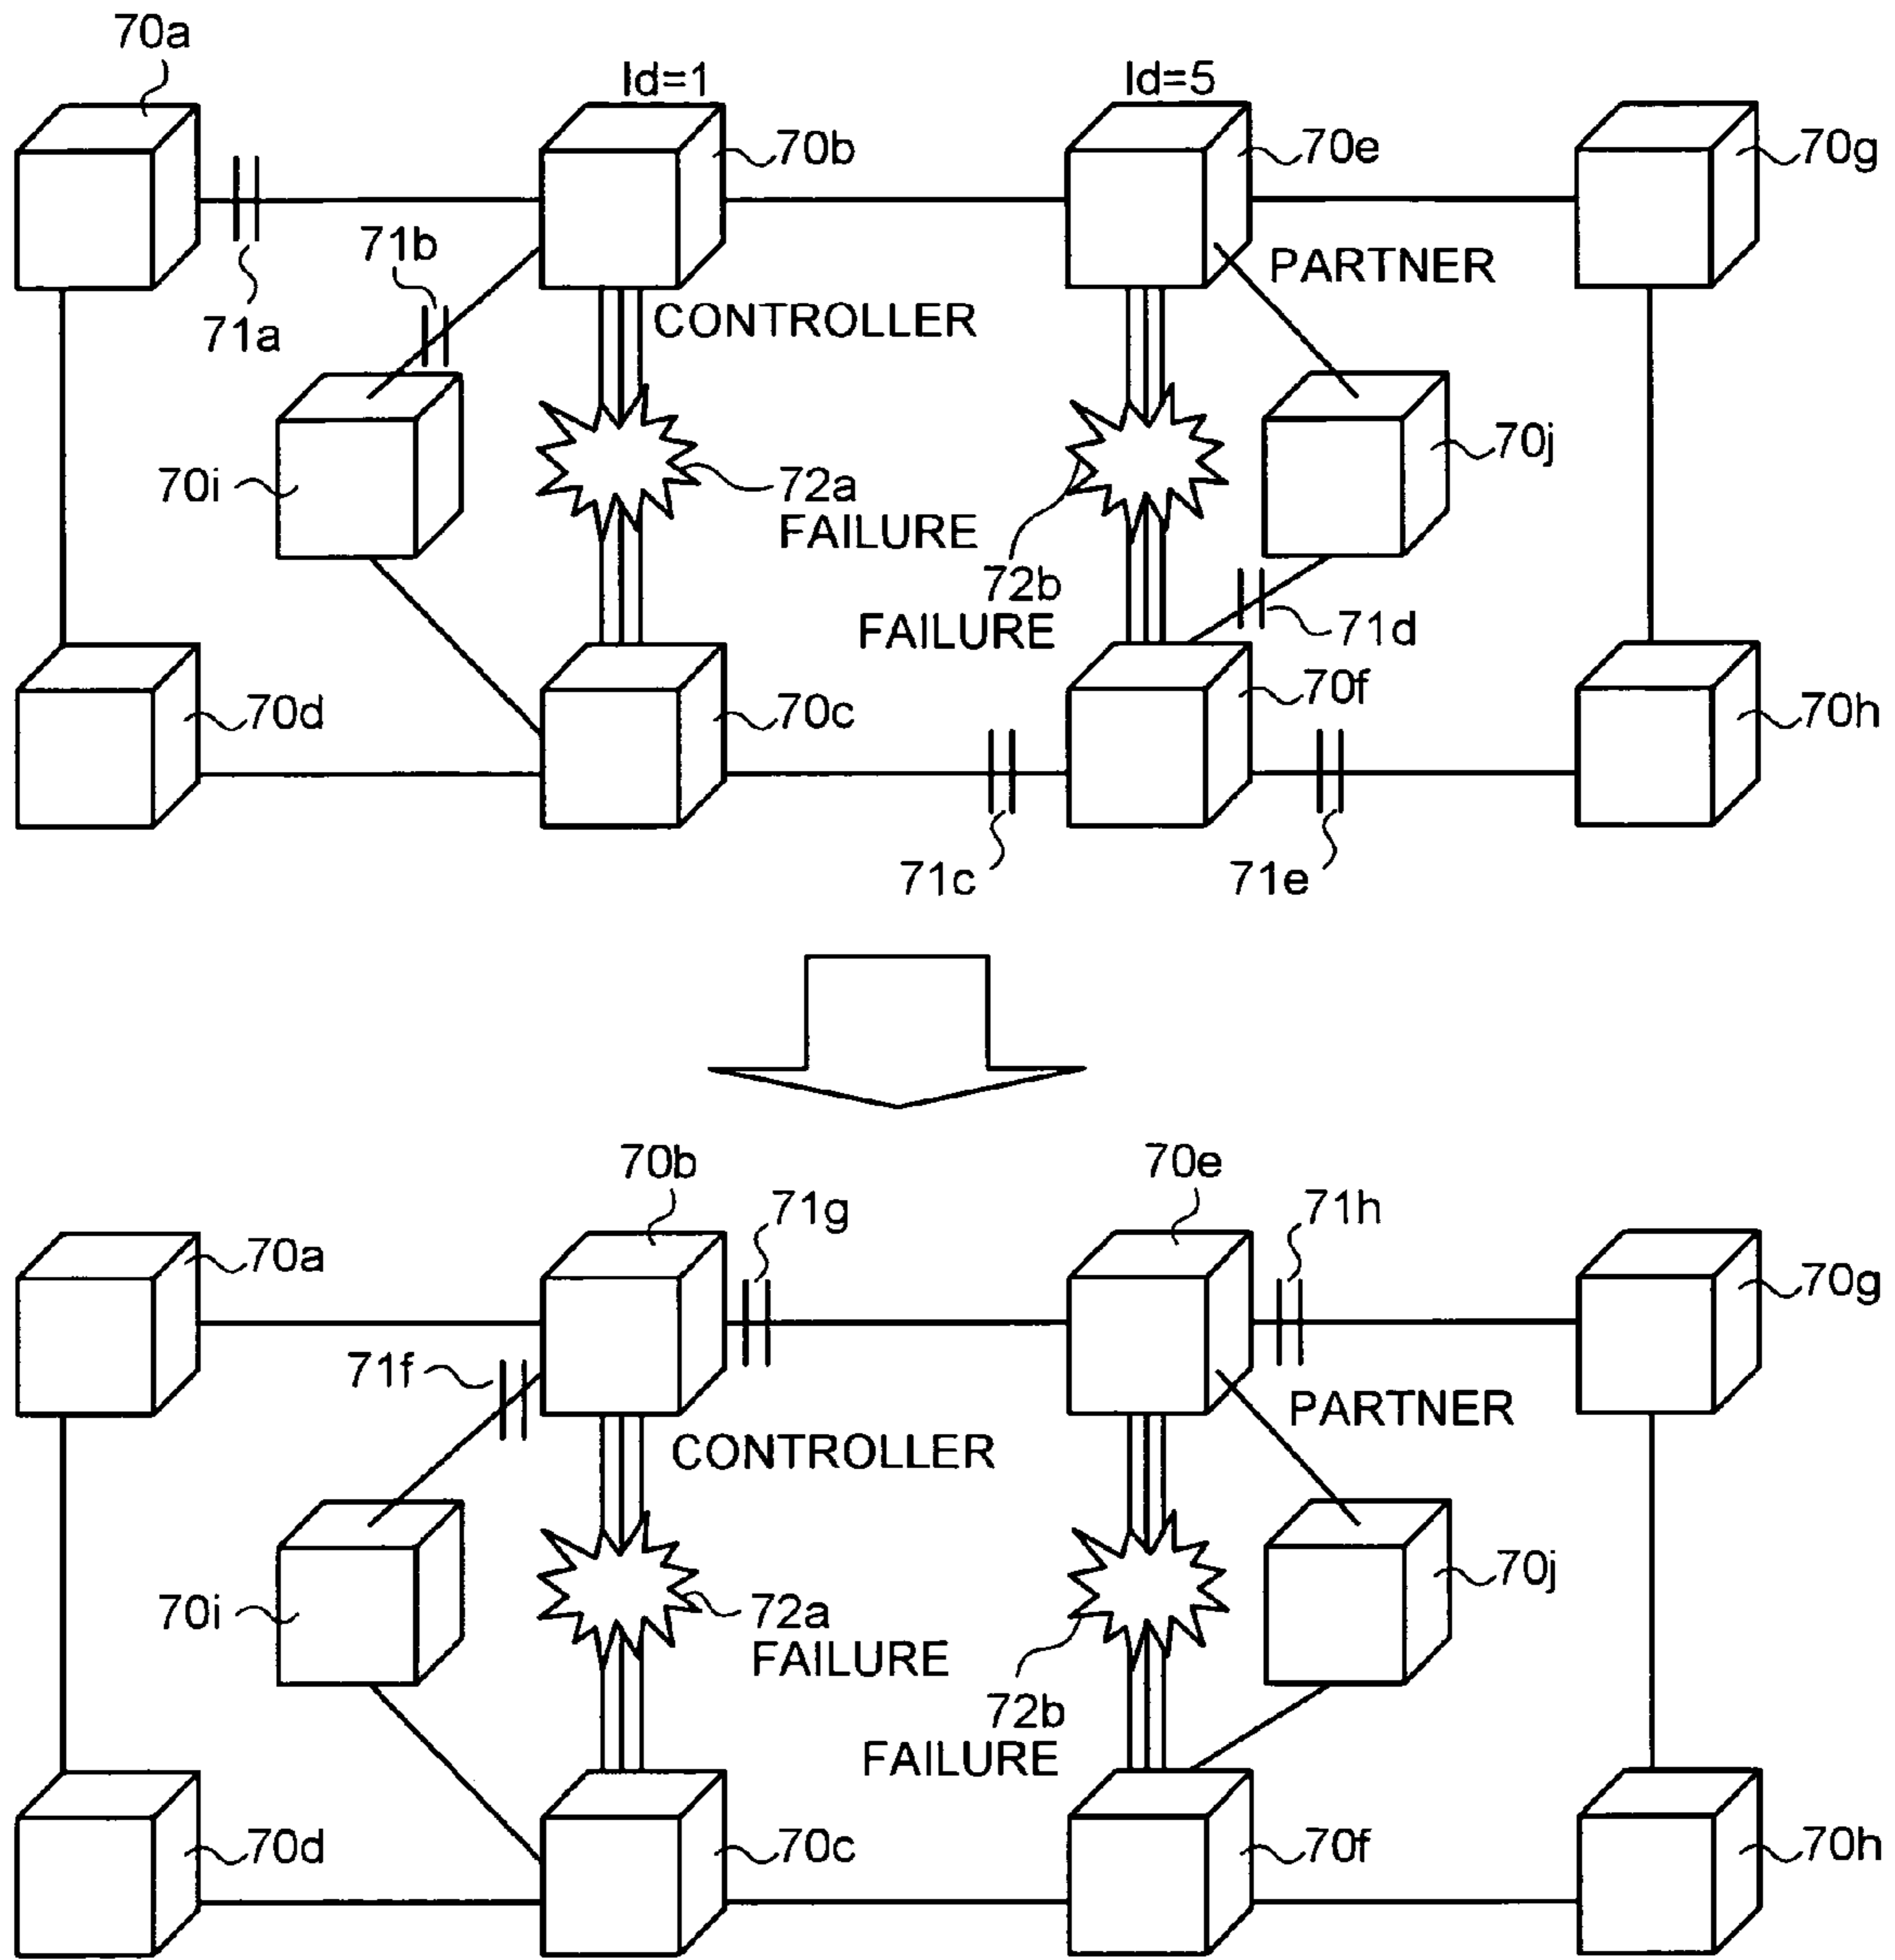 70a
Id=1
Id=5
70b
70e
70g
71a
71b
PARTNER
CONTROLLER
70i
72a
FAILURE
72b
FAILURE
70j
71d
70d
70c
70f
70h
71c
71e
70b
70e
71g
71h
70a
70g
71f
PARTNER
CONTROLLER
70i
72a
FAILURE
72b
FAILURE
70j
70d
70c
70f
70h